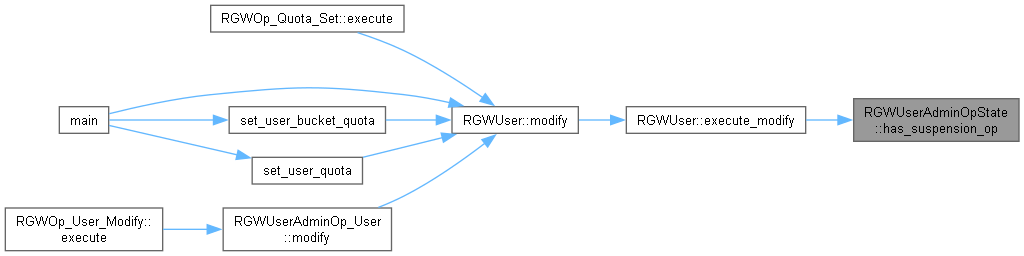 RGWOp_Quota_Set::execute
main
set_user_bucket_quota
RGWUser::modify
RGWUser::execute_modify
RGWUserAdminOpState
::has_suspension_op
set_user_quota
RGWOp_User_Modify::
execute
RGWUserAdminOp_User
::modify